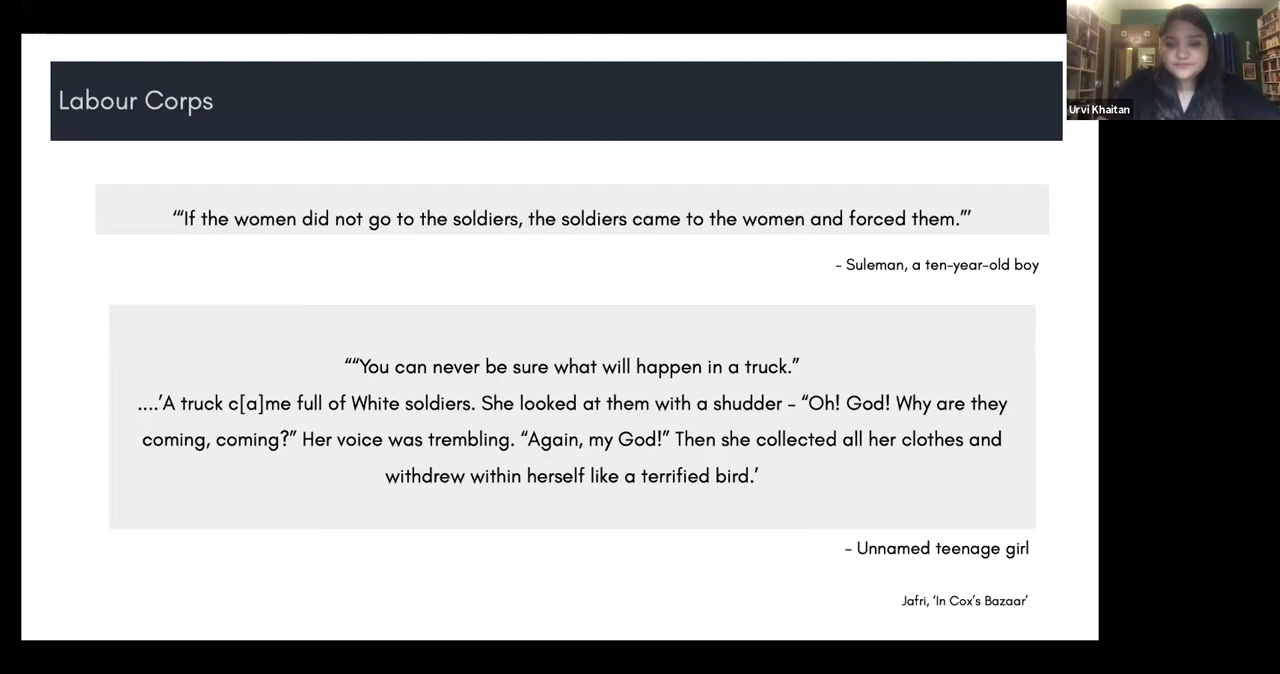 Labour Corps
Urvi Khaitan
“‘If the women did not go to the soldiers, the soldiers came to the women and forced them.”’
- Suleman, a ten-year-old boy
““You can never be sure what will happen in a truck.”
....’A truck c[a]me full of White soldiers. She looked at them with a shudder – “Oh! God! Why are they
coming, coming?” Her voice was trembling. “Again, my God!” Then she collected all her clothes and
withdrew within herself like a terrified bird.’
- Unnamed teenage girl
Jafri, ‘In Cox’s Bazaar’